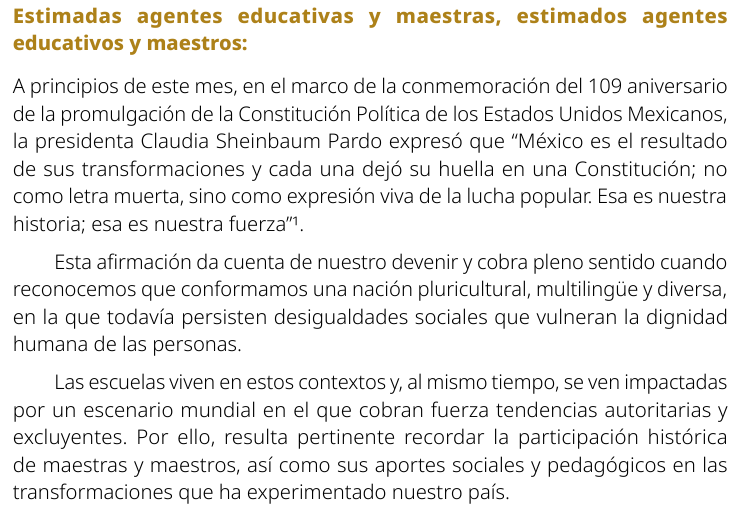 Estimadas agentes educativas y maestras, estimados agentes
educativos y maestros:
A principios de este mes, en el marco de la conmemoración del 109 aniversario
de la promulgación de la Constitución Política de los Estados Unidos Mexicanos,
la presidenta Claudia Sheinbaum Pardo expresó que “México es el resultado
de sus transformaciones y cada una dejó su huella en una Constitución; no
como letra muerta, sino como expresión viva de la lucha popular. Esa es nuestra
historia; esa es nuestra fuerza”¹.
Esta afirmación da cuenta de nuestro devenir y cobra pleno sentido cuando
reconocemos que conformamos una nación pluricultural, multilingüe y diversa,
en la que todavía persisten desigualdades sociales que vulneran la dignidad
humana de las personas.
Las escuelas viven en estos contextos y, al mismo tiempo, se ven impactadas
por un escenario mundial en el que cobran fuerza tendencias autoritarias y
excluyentes. Por ello, resulta pertinente recordar la participación histórica
de maestras y maestros, así como sus aportes sociales y pedagógicos en las
transformaciones que ha experimentado nuestro país.